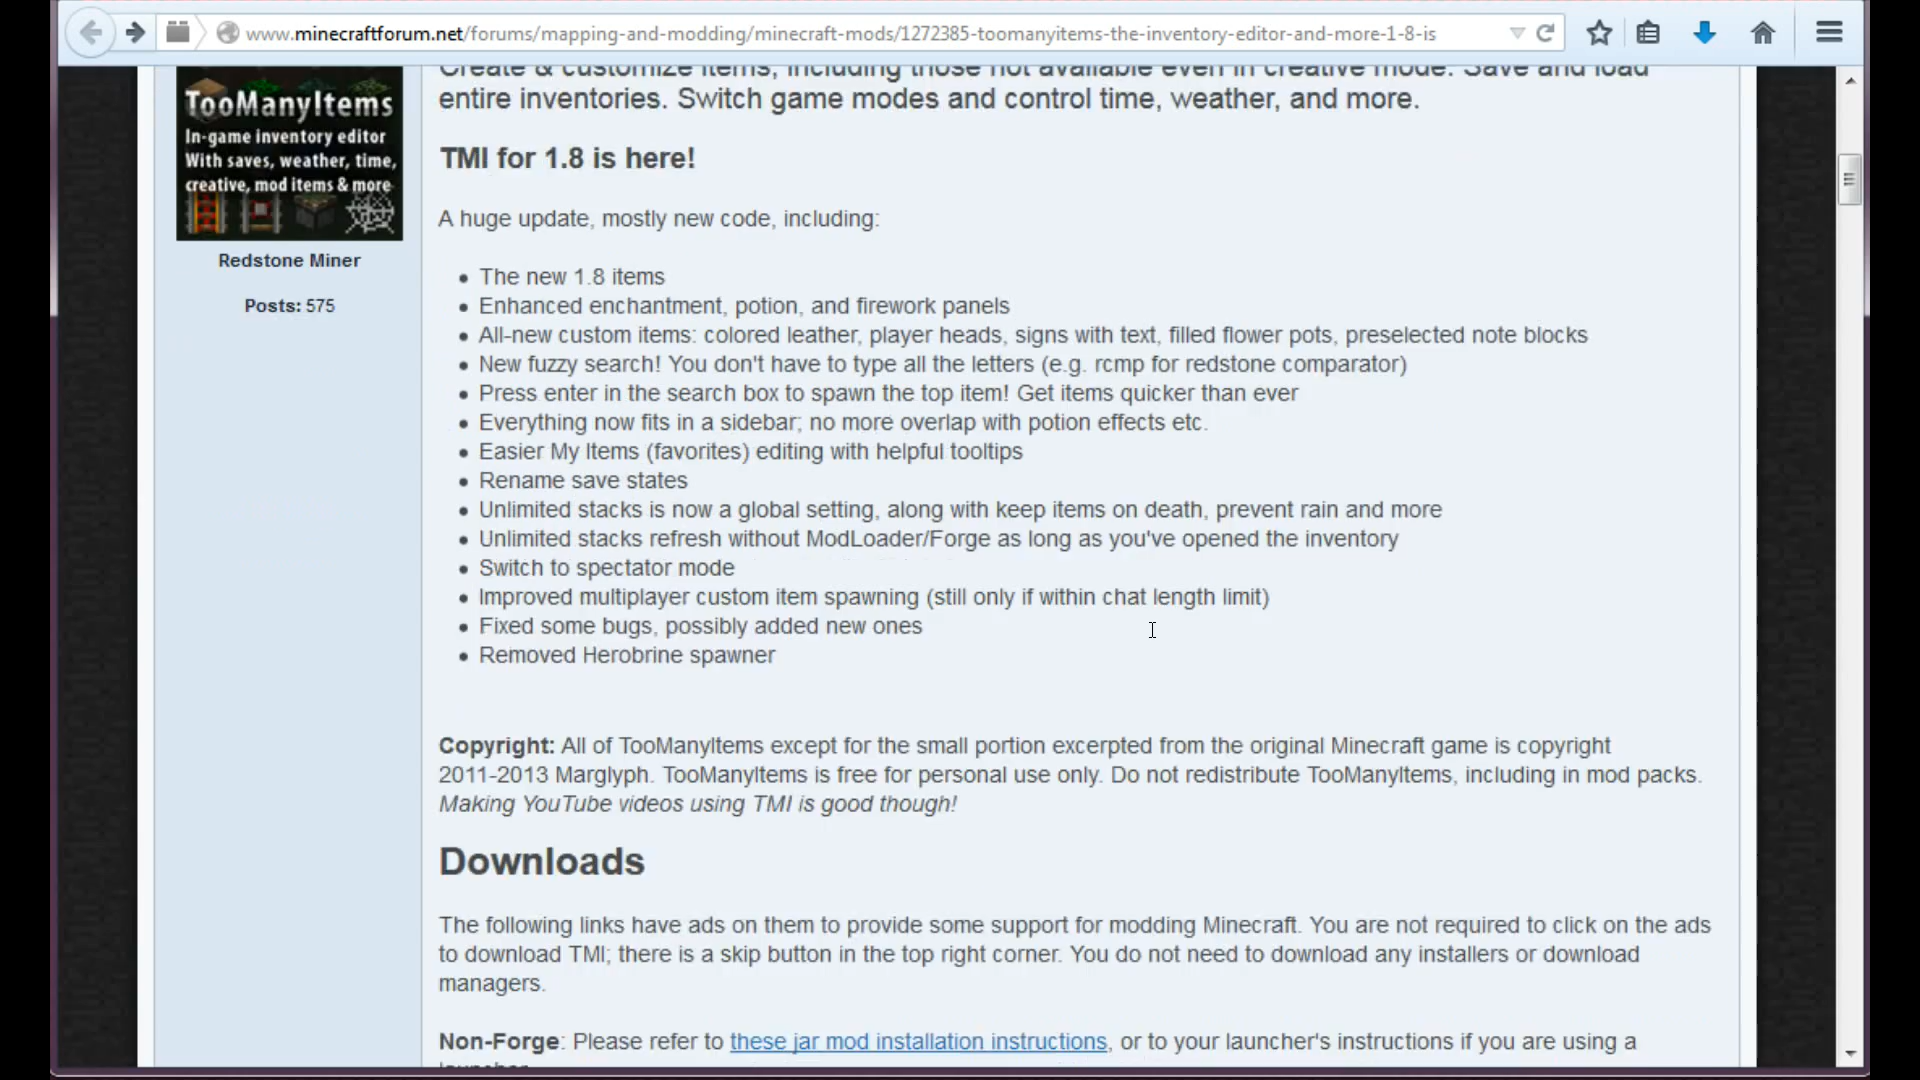 www.minecraftforum.net/forums/mapping-and-modding/minecraft-mods/1272385-toomanyitems-the-inventory-editor-and-more-1-8-is
Create & customize items, including those not available even in creative mode. Save and load
entire inventories. Switch game modes and control time, weather, and more.
TooManyItems
In-game inventory editor
With saves, weather, time,
creative, mod items & more
Redstone Miner
Posts: 575
TMI for 1.8 is here!
A huge update, mostly new code, including:
The new 1.8 items
Enhanced enchantment, potion, and firework panels
All-new custom items: colored leather, player heads, signs with text, filled flower pots, preselected note blocks
New fuzzy search! You don't have to type all the letters (e.g. rcmp for redstone comparator)
Press enter in the search box to spawn the top item! Get items quicker than ever
Everything now fits in a sidebar; no more overlap with potion effects etc.
Easier My Items (favorites) editing with helpful tooltips
Rename save states
Unlimited stacks is now a global setting, along with keep items on death, prevent rain and more
Unlimited stacks refresh without ModLoader/Forge as long as you've opened the inventory
Switch to spectator mode
Improved multiplayer custom item spawning (still only if within chat length limit)
Fixed some bugs, possibly added new ones
Removed Herobrine spawner
Copyright: All of TooManyItems except for the small portion excerpted from the original Minecraft game is copyright
2011-2013 Marglyph. TooManyItems is free for personal use only. Do not redistribute TooManyItems, including in mod packs.
Making YouTube videos using TMI is good though!
Downloads
The following links have ads on them to provide some support for modding Minecraft. You are not required to click on the ads
to download TMI; there is a skip button in the top right corner. You do not need to download any installers or download
managers.
Non-Forge: Please refer to these jar mod installation instructions, or to your launcher's instructions if you are using a